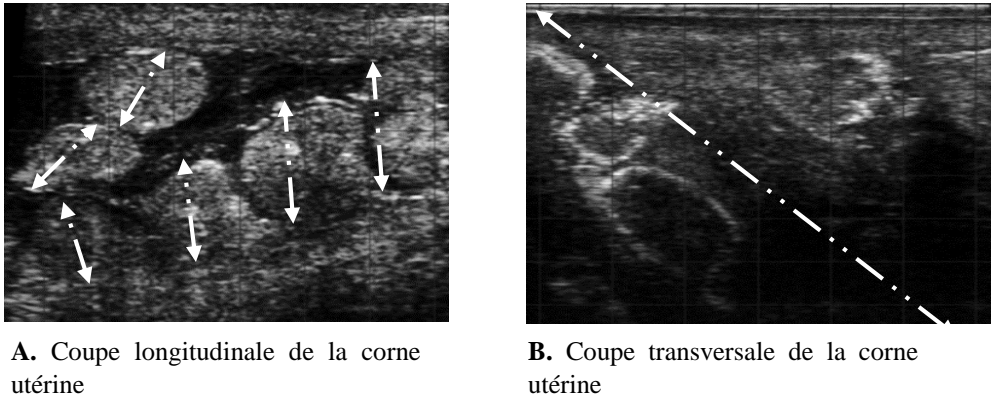 A. Coupe longitudinale de la corne
utérine
B. Coupe transversale de la corne
utérine